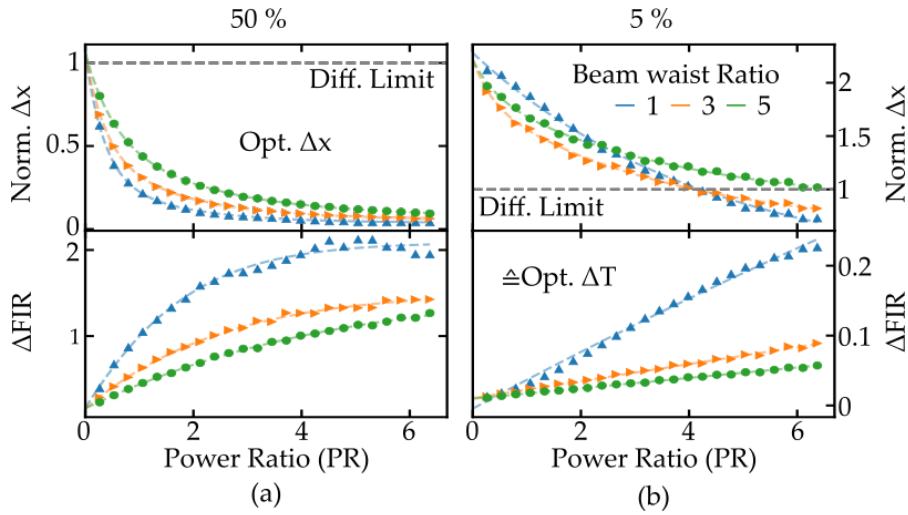 50 %
5 %
Norm. Δx
1
0.5
0
Diff. Limit
Opt. Δx
Beam waist Ratio
1 3 5
Diff. Limit
2
1.5
1
Norm. Δx
ΔFIR
2
1
≙Opt. ΔT
0.2
0.1
0
ΔFIR
0 2 4 6
0 2 4 6
Power Ratio (PR)
Power Ratio (PR)
(a)
(b)